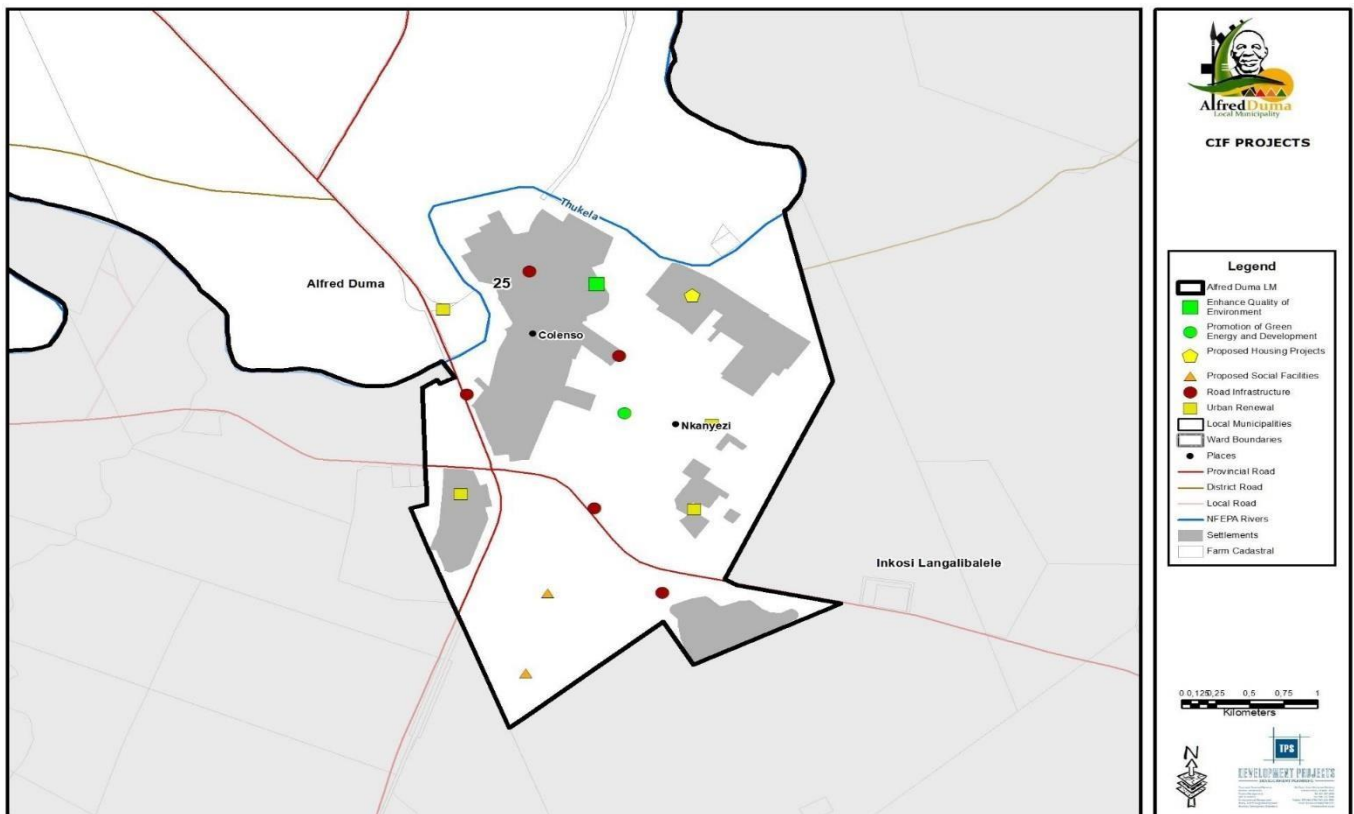 Thukela
Alfred Duma
25
Colenso
Nkanyezi
Inkosi Langalibalele
AlfredDuma
Local Municipality
CIF PROJECTS
Legend
Alfred Duma LM
Enhance Quality of
Environment
Promotion of Green
Energy and Development
Proposed Housing Projects
Proposed Social Facilities
Road Infrastructure
Urban Renewal
Local Municipalities
Ward Boundaries
Places
Provincial Road
District Road
Local Road
NFEPA Rivers
Settlements
Farm Cadastral
0 0,125 0,25 0,5 0,75 1
Kilometers
N
TPS
DEVELOPMENT PROJECTS